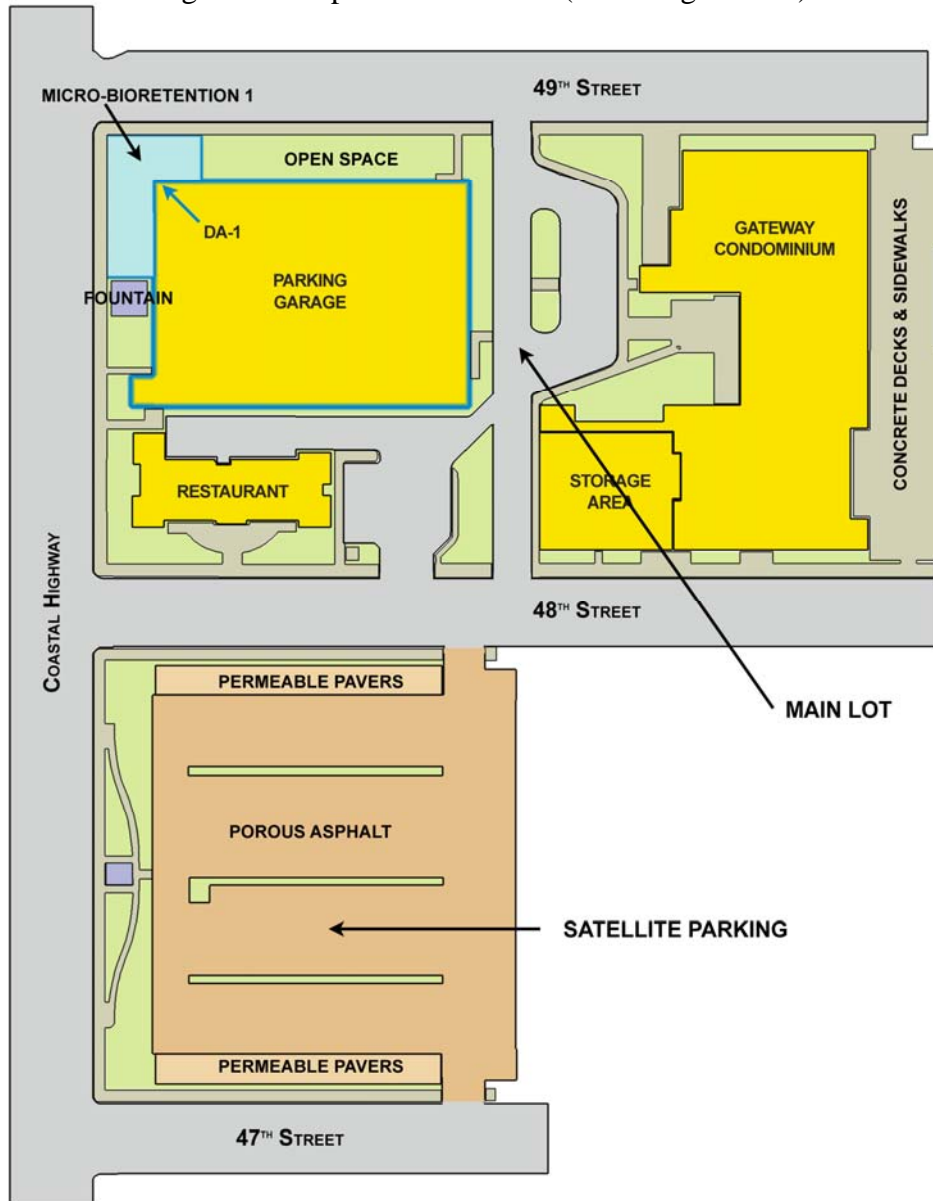 49TH STREET
MICRO-BIORETENTION 1
OPEN SPACE
DA-1
GATEWAY
CONDOMINIUM
PARKING
GARAGE
FOUNTAIN
CONCRETE DECKS & SIDEWALKS
RESTAURANT
STORAGE
AREA
COASTAL HIGHWAY
48TH STREET
PERMEABLE PAVERS
MAIN LOT
POROUS ASPHALT
SATELLITE PARKING
PERMEABLE PAVERS
47TH STREET